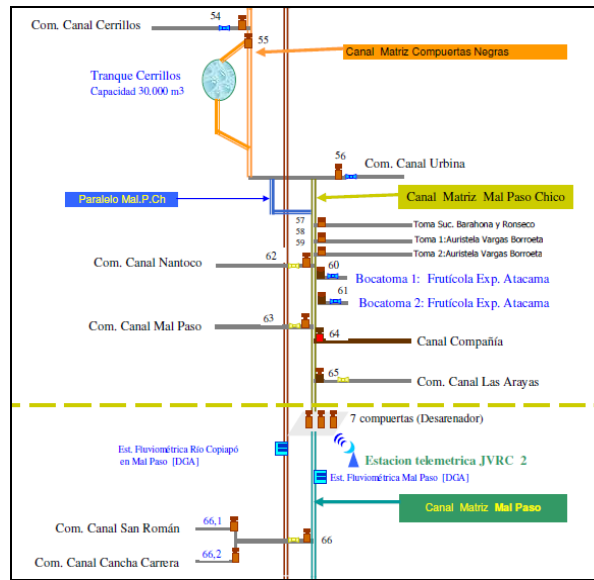 54
Com. Canal Cerrillos
55
Canal Matriz Compuertas Negras
Tranque Cerrillos
Capacidad 30.000 m3
56
Com. Canal Urbina
Paralelo Mal.P.Ch
Canal Matriz Mal Paso Chico
57
Toma Suc. Barahona y Ronseco
58
Toma 1:Auristela Vargas Borroeta
59
Toma 2:Auristela Vargas Borroeta
62
Com. Canal Nantoco
60
Bocatoma 1: Frutícola Exp. Atacama
61
Bocatoma 2: Frutícola Exp. Atacama
63
Com. Canal Mal Paso
64
Canal Compañía
65
Com. Canal Las Arayas
7 compuertas (Desarenador)
Est. Fluviométrica Río Copiapó
en Mal Paso [DGA]
Estacion telemetrica JVRC 2
Est. Fluviométrica Mal Paso [DGA]
Canal Matriz Mal Paso
66,1
Com. Canal San Román
66
66,2
Com. Canal Cancha Carrera